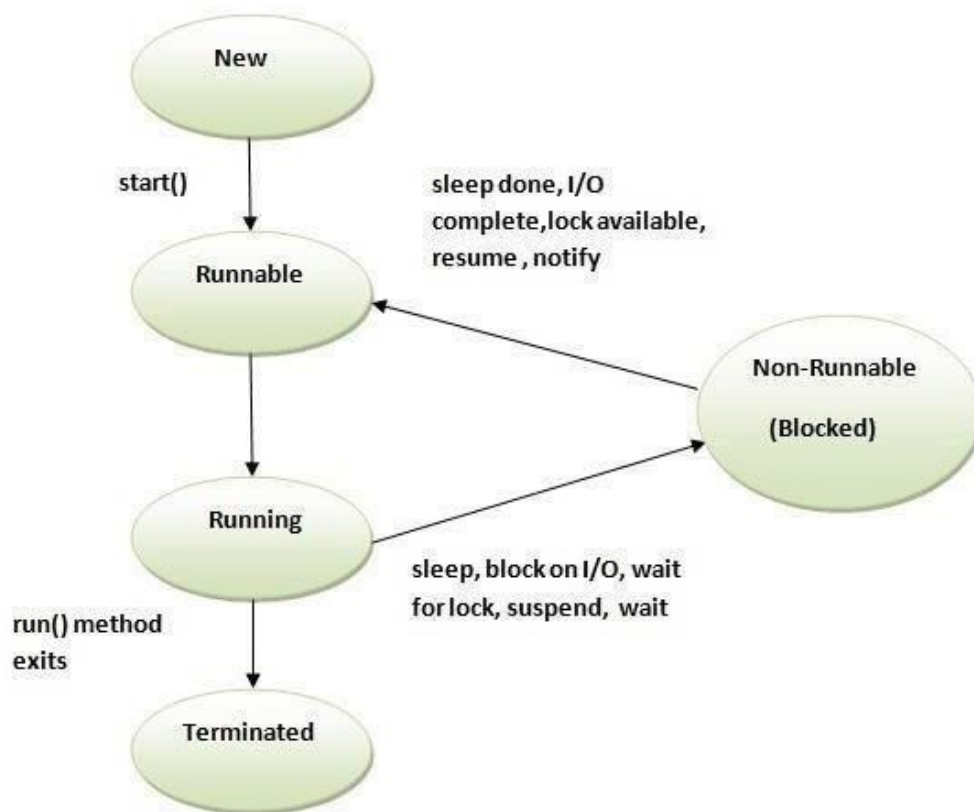 New
start()
sleep done, I/O
complete,lock available,
resume , notify
Runnable
Non-Runnable
(Blocked)
Running
sleep, block on I/O, wait
for lock, suspend, wait
run() method
exits
Terminated